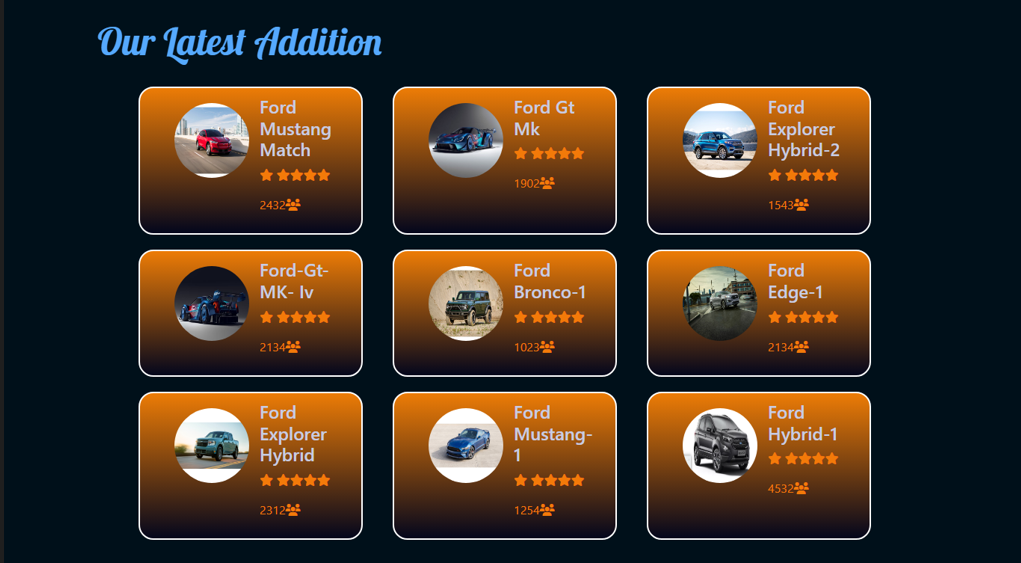 Our Latest Addition
Ford
Mustang
Match
2432
Ford Gt
Mk
1902
Ford
Explorer
Hybrid-2
1543
Ford-Gt-
MK- Iv
2134
Ford
Bronco-1
1023
Ford
Edge-1
2134
Ford
Explorer
Hybrid
2312
Ford
Mustang-
1
1254
Ford
Hybrid-1
4532